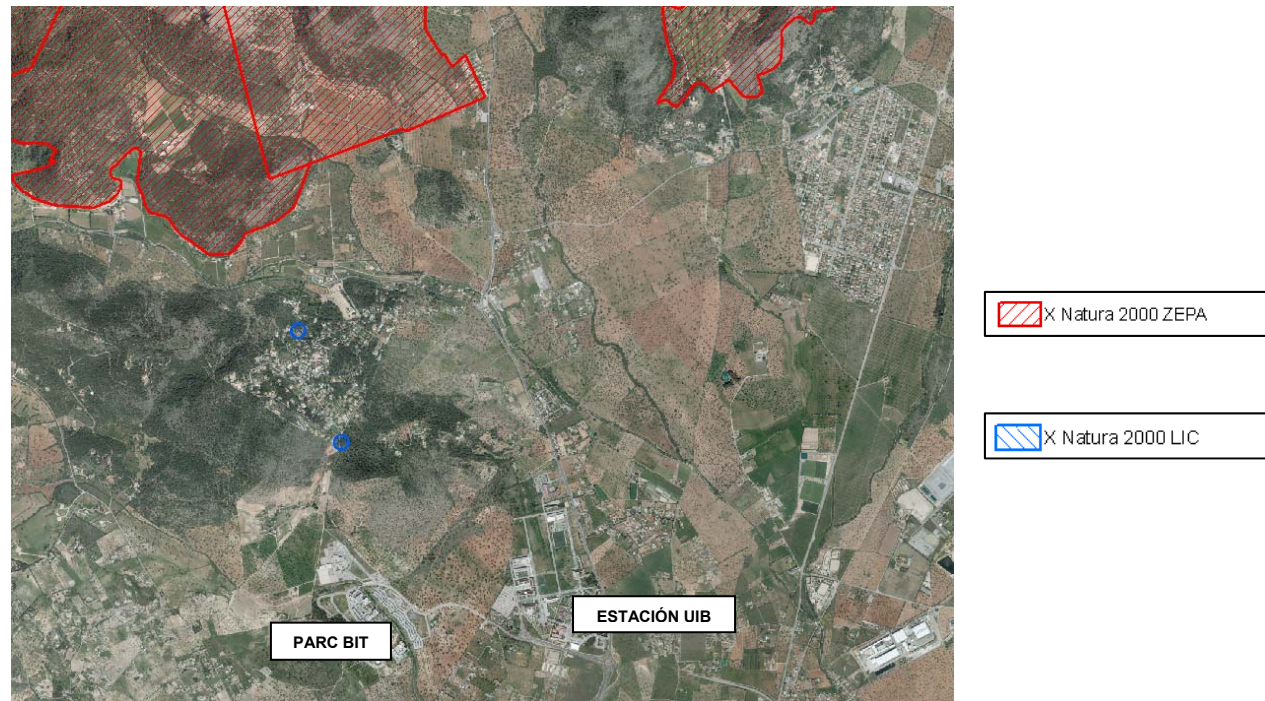 X Natura 2000 ZEPA
X Natura 2000 LIC
ESTACIÓN UIB
PARC BIT